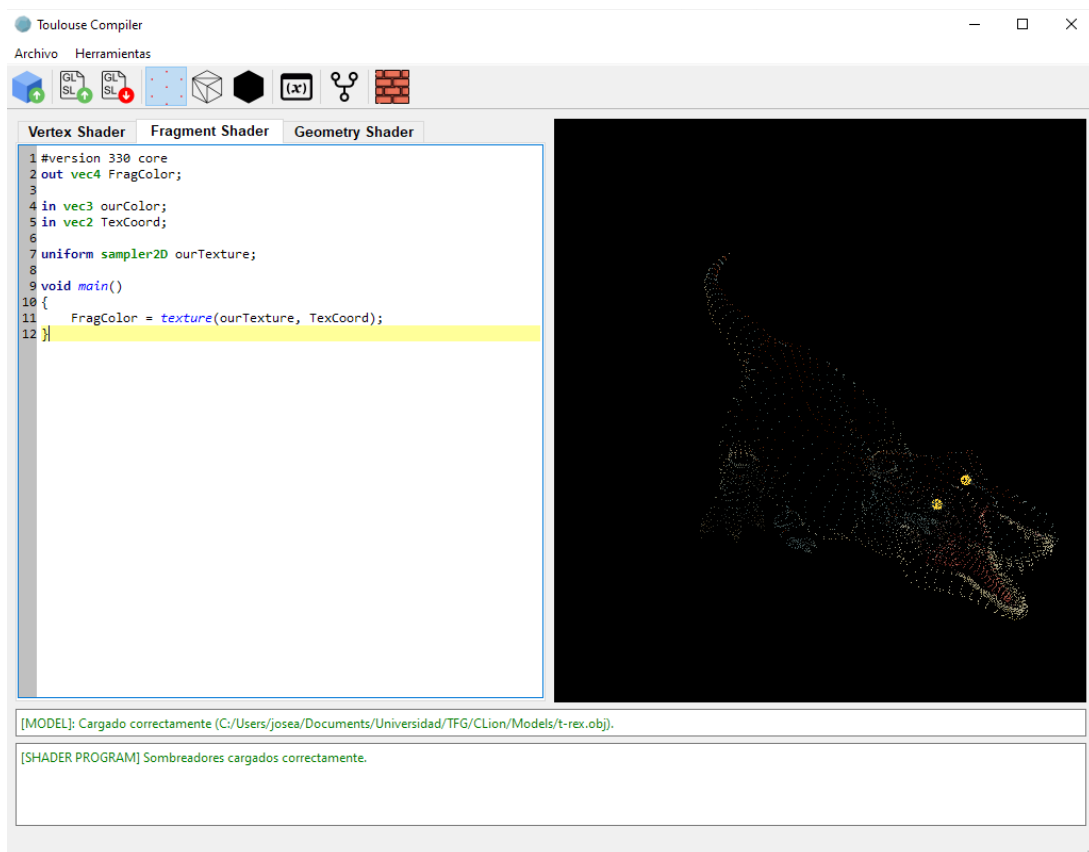 Toulouse Compiler
Archivo Herramientas
GL SL GL SL (x)
Vertex Shader Fragment Shader Geometry Shader
1 #version 330 core
2 out vec4 FragColor;
3
4 in vec3 ourColor;
5 in vec2 TexCoord;
6
7 uniform sampler2D ourTexture;
8
9 void main()
10 {
11     FragColor = texture(ourTexture, TexCoord);
12 }
[MODEL]: Cargado correctamente (C:/Users/josea/Documents/Universidad/TFG/CLion/Models/t-rex.obj).
[SHADER PROGRAM] Sombreadores cargados correctamente.